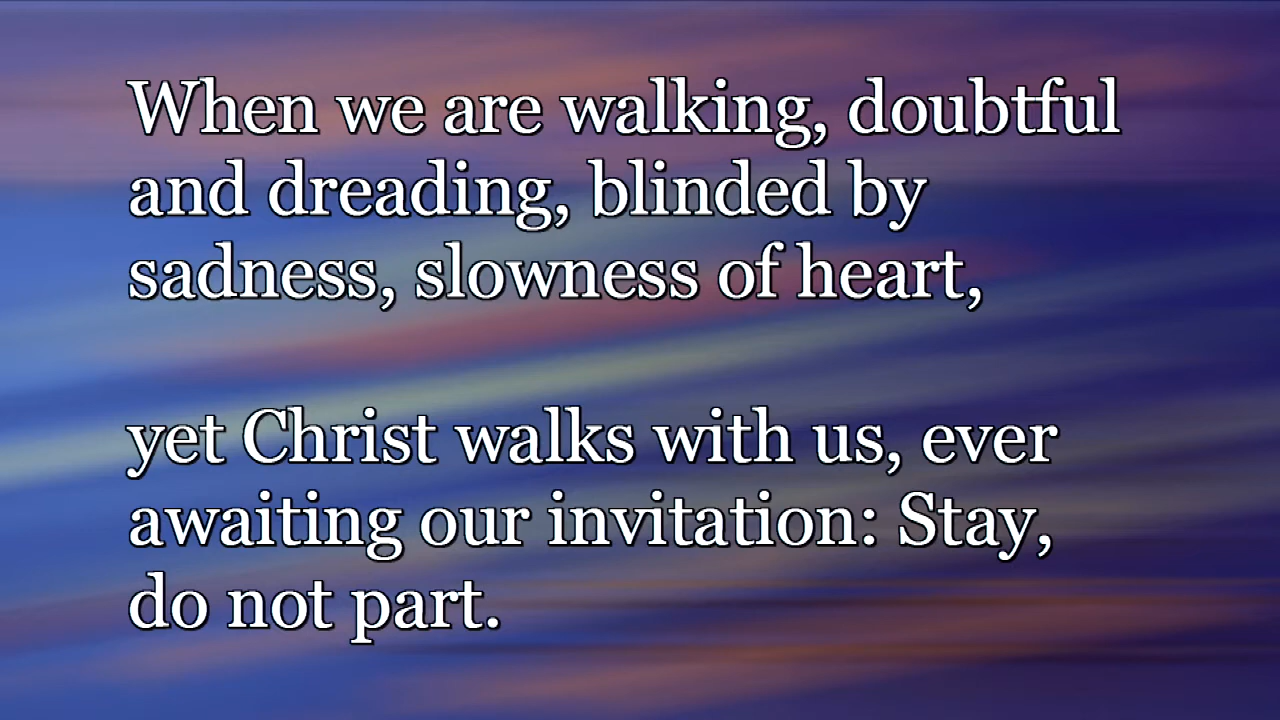 When we are walking, doubtful
and dreading, blinded by
sadness, slowness of heart,
yet Christ walks with us, ever
awaiting our invitation: Stay,
do not part.